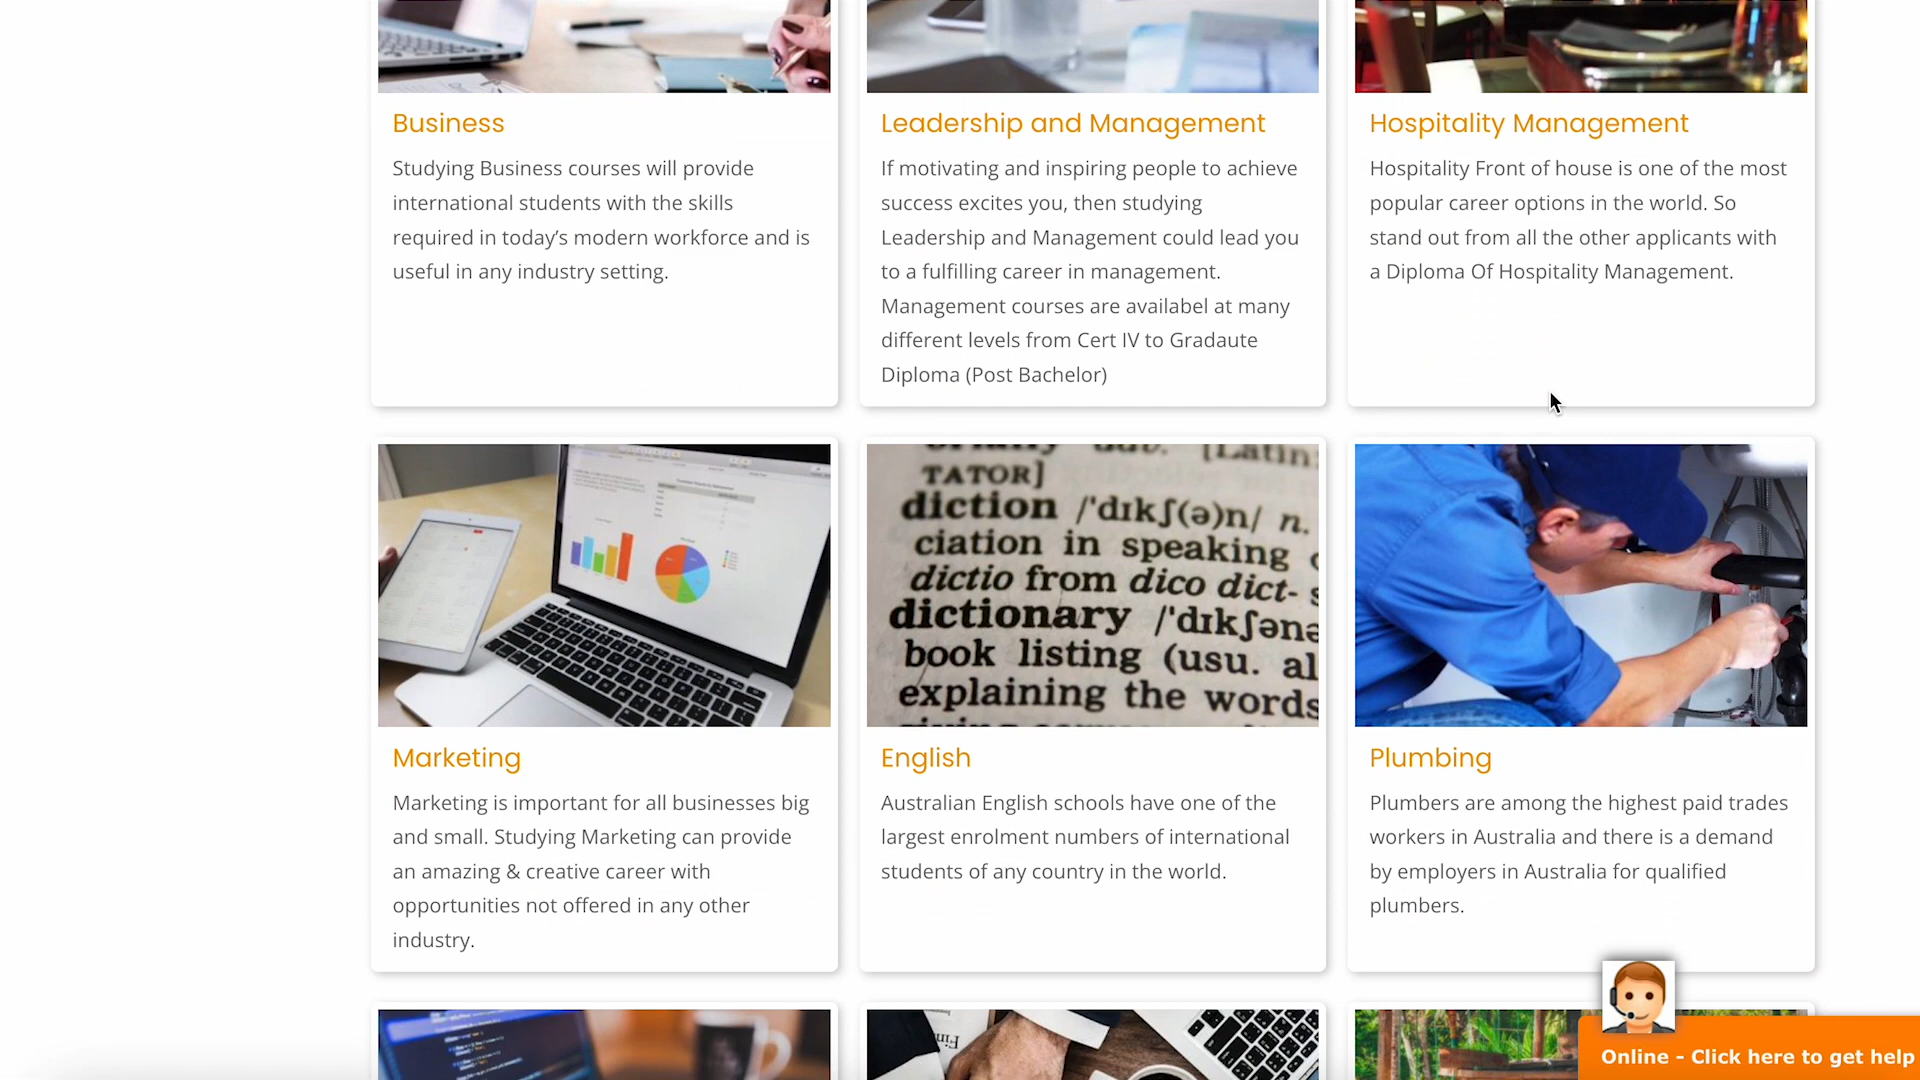 Business
Studying Business courses will provide
international students with the skills
required in today’s modern workforce and is
useful in any industry setting.
Leadership and Management
If motivating and inspiring people to achieve
success excites you, then studying
Leadership and Management could lead you
to a fulfilling career in management.
Management courses are availabel at many
different levels from Cert IV to Gradaute
Diploma (Post Bachelor)
Hospitality Management
Hospitality Front of house is one of the most
popular career options in the world. So
stand out from all the other applicants with
a Diploma Of Hospitality Management.
TATOR]
diction /'dıkʃ(ə)n/ n.
ciation in speaking
dictio from dico dict-
dictionary /'dıkʃənə
book listing (usu. al
explaining the words
Marketing
Marketing is important for all businesses big
and small. Studying Marketing can provide
an amazing & creative career with
opportunities not offered in any other
industry.
English
Australian English schools have one of the
largest enrolment numbers of international
students of any country in the world.
Plumbing
Plumbers are among the highest paid trades
workers in Australia and there is a demand
by employers in Australia for qualified
plumbers.
Online - Click here to get help